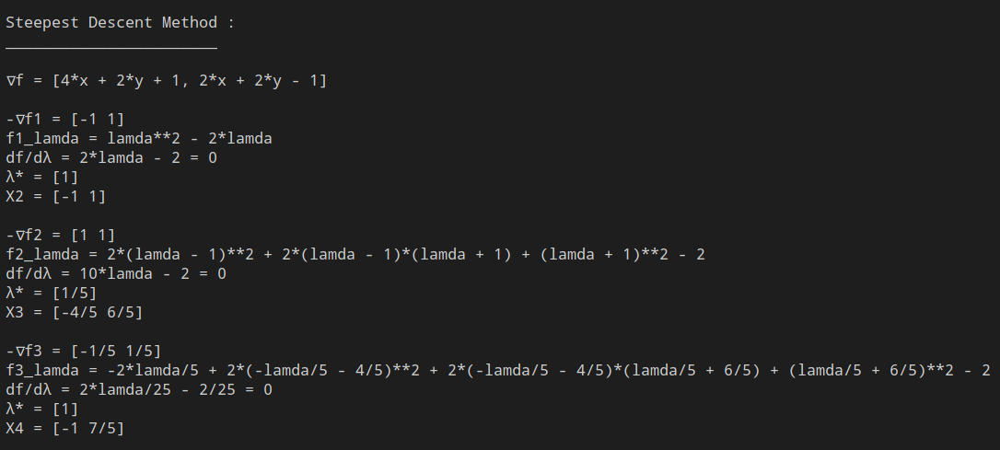 Steepest Descent Method :
_______________________
∇f = [4*x + 2*y + 1, 2*x + 2*y - 1]
-∇f1 = [-1 1]
f1_lamda = lamda**2 - 2*lamda
df/dλ = 2*lamda - 2 = 0
λ* = [1]
X2 = [-1 1]
-∇f2 = [1 1]
f2_lamda = 2*(lamda - 1)**2 + 2*(lamda - 1)*(lamda + 1) + (lamda + 1)**2 - 2
df/dλ = 10*lamda - 2 = 0
λ* = [1/5]
X3 = [-4/5 6/5]
-∇f3 = [-1/5 1/5]
f3_lamda = -2*lamda/5 + 2*(-lamda/5 - 4/5)**2 + 2*(-lamda/5 - 4/5)*(lamda/5 + 6/5) + (lamda/5 + 6/5)**2 - 2
df/dλ = 2*lamda/25 - 2/25 = 0
λ* = [1]
X4 = [-1 7/5]